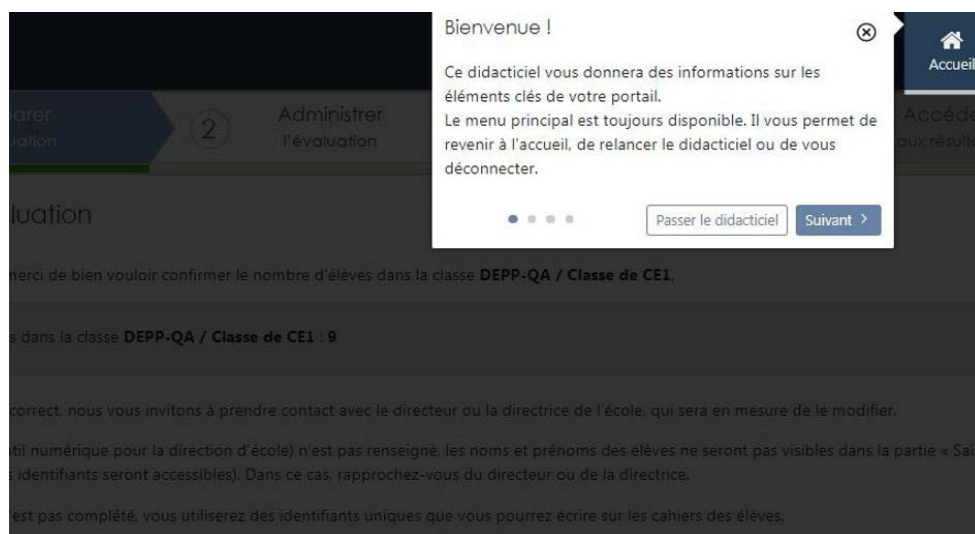 Bienvenue !
Accueil
Ce didacticiel vous donnera des informations sur les
éléments clés de votre portail.
Le menu principal est toujours disponible. Il vous permet de
revenir à l'accueil, de relancer le didacticiel ou de vous
déconnecter.
Passer le didacticiel
Suivant >
arer
uation
2
Administrer
l'évaluation
Accéde
aux résulta
luation
merci de bien vouloir confirmer le nombre d'élèves dans la classe DEPP-QA / Classe de CE1.
s dans la classe DEPP-QA / Classe de CE1 : 9
correct, nous vous invitons à prendre contact avec le directeur ou la directrice de l'école, qui sera en mesure de le modifier.
til numérique pour la direction d'école) n'est pas renseigné, les noms et prénoms des élèves ne seront pas visibles dans la partie « Sai
s identifiants seront accessibles). Dans ce cas, rapprochez-vous du directeur ou de la directrice.
'est pas complété, vous utiliserez des identifiants uniques que vous pourrez écrire sur les cahiers des élèves.